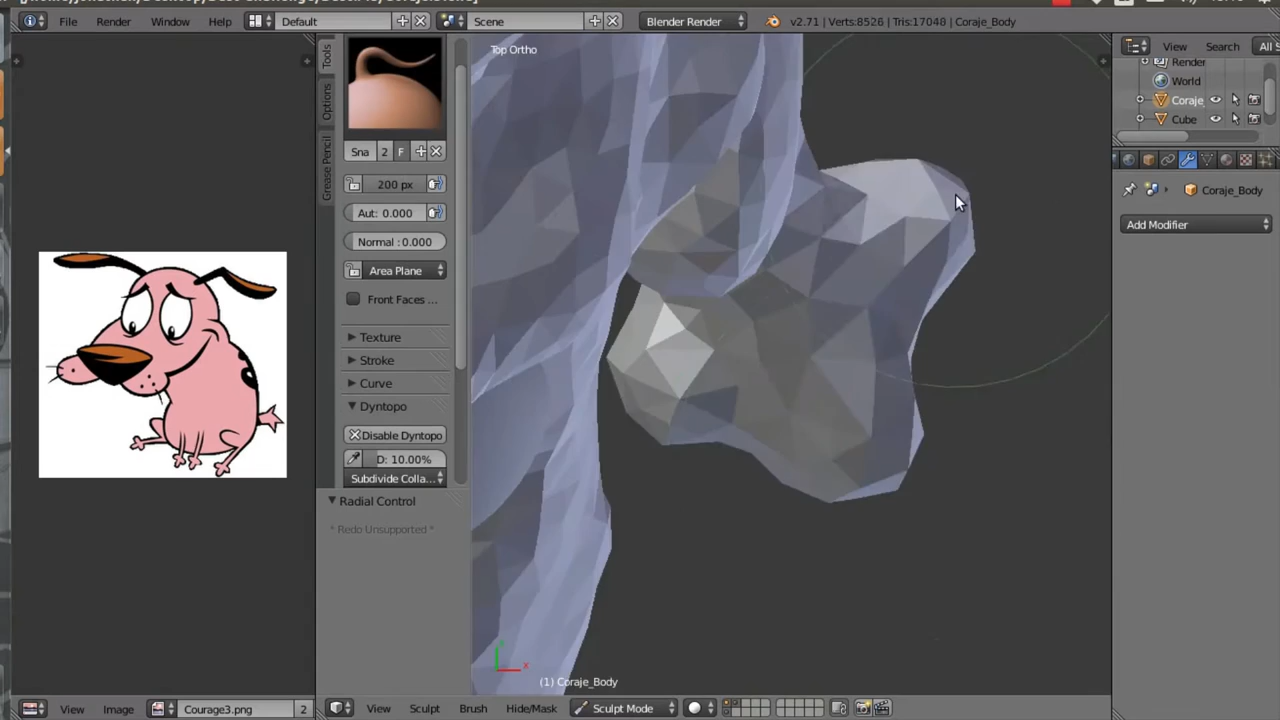 File Render Window Help Default Scene Blender Render v2.71 | Verts:8526 | Tris:17048 | Coraje_Body
Tools
Options
Grease Pencil
Top Ortho
Sna 2 F
200 px
Aut: 0.000
Normal : 0.000
Area Plane
Front Faces ...
Texture
Stroke
Curve
Dyntopo
Disable Dyntopo
D: 10.00%
Subdivide Colla...
Radial Control
* Redo Unsupported *
View Search All S
Render
World
Coraje_
Cube
Coraje_Body
Add Modifier
x
(1) Coraje_Body
View Image Courage3.png 2
View Sculpt Brush Hide/Mask Sculpt Mode